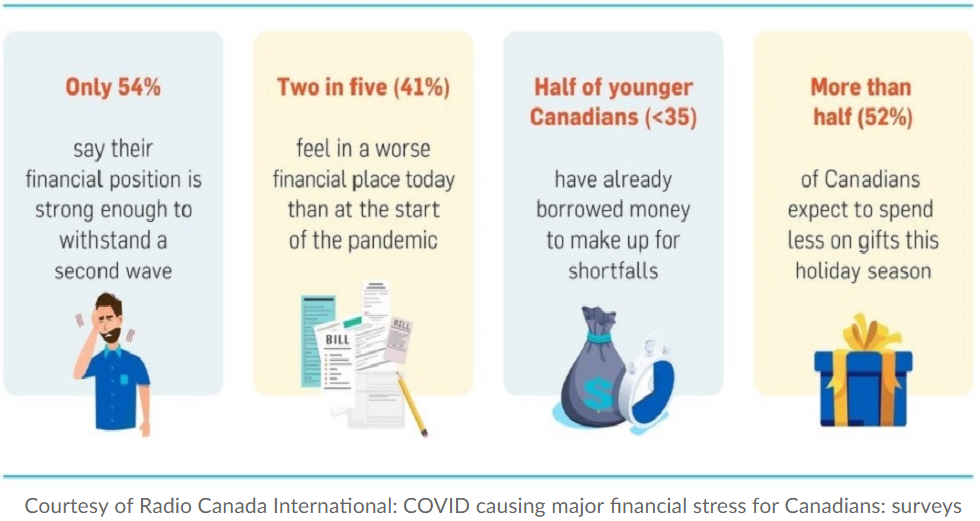 Only 54%
say their
financial position is
strong enough to
withstand a
second wave
Two in five (41%)
feel in a worse
financial place today
than at the start
of the pandemic
BILL
BILL
Half of younger
Canadians (<35)
have already
borrowed money
to make up for
shortfalls
$
More than
half (52%)
of Canadians
expect to spend
less on gifts this
holiday season
Courtesy of Radio Canada International: COVID causing major financial stress for Canadians: surveys